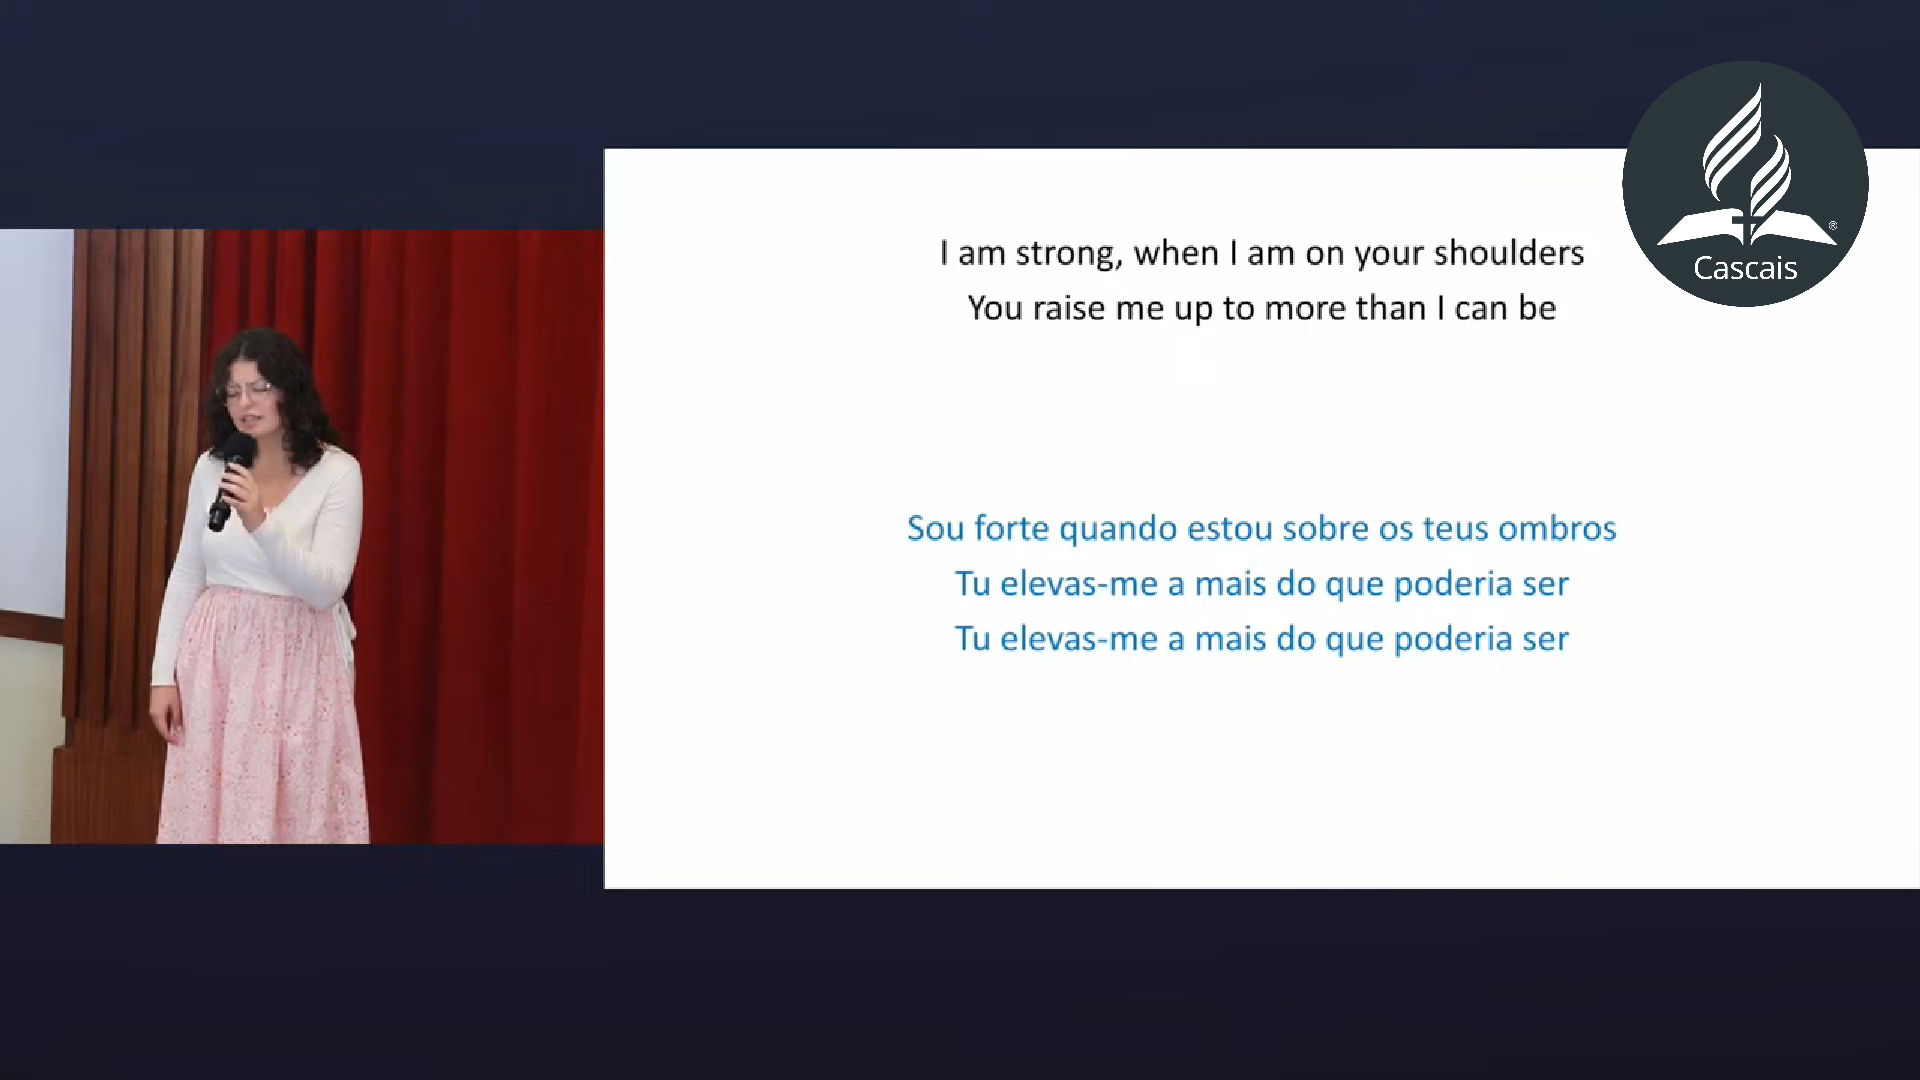 I am strong, when I am on your shoulders
You raise me up to more than I can be
Sou forte quando estou sobre os teus ombros
Tu elevas-me a mais do que poderia ser
Tu elevas-me a mais do que poderia ser
®
Cascais